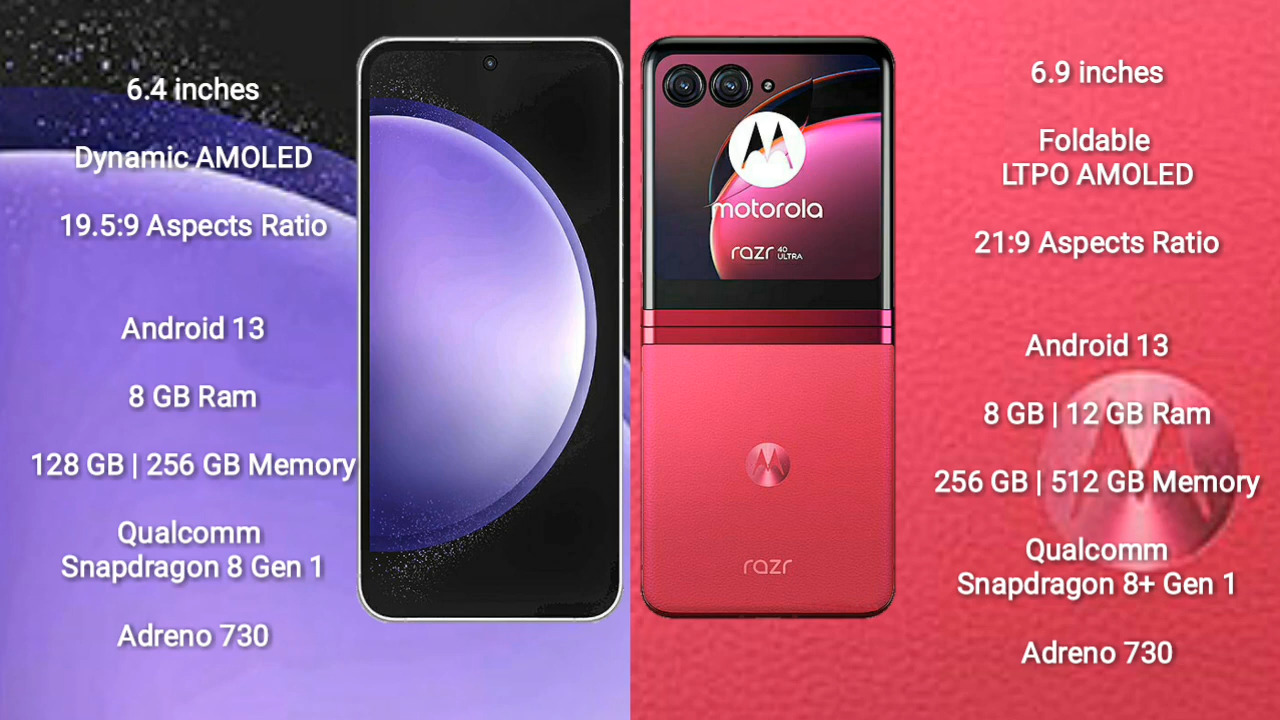 6.4 inches
Dynamic AMOLED
19.5:9 Aspects Ratio
Android 13
8 GB Ram
128 GB | 256 GB Memory
Qualcomm
Snapdragon 8 Gen 1
Adreno 730
motorola
razr 40 ULTRA
razr
6.9 inches
Foldable
LTPO AMOLED
21:9 Aspects Ratio
Android 13
8 GB | 12 GB Ram
256 GB | 512 GB Memory
Qualcomm
Snapdragon 8+ Gen 1
Adreno 730